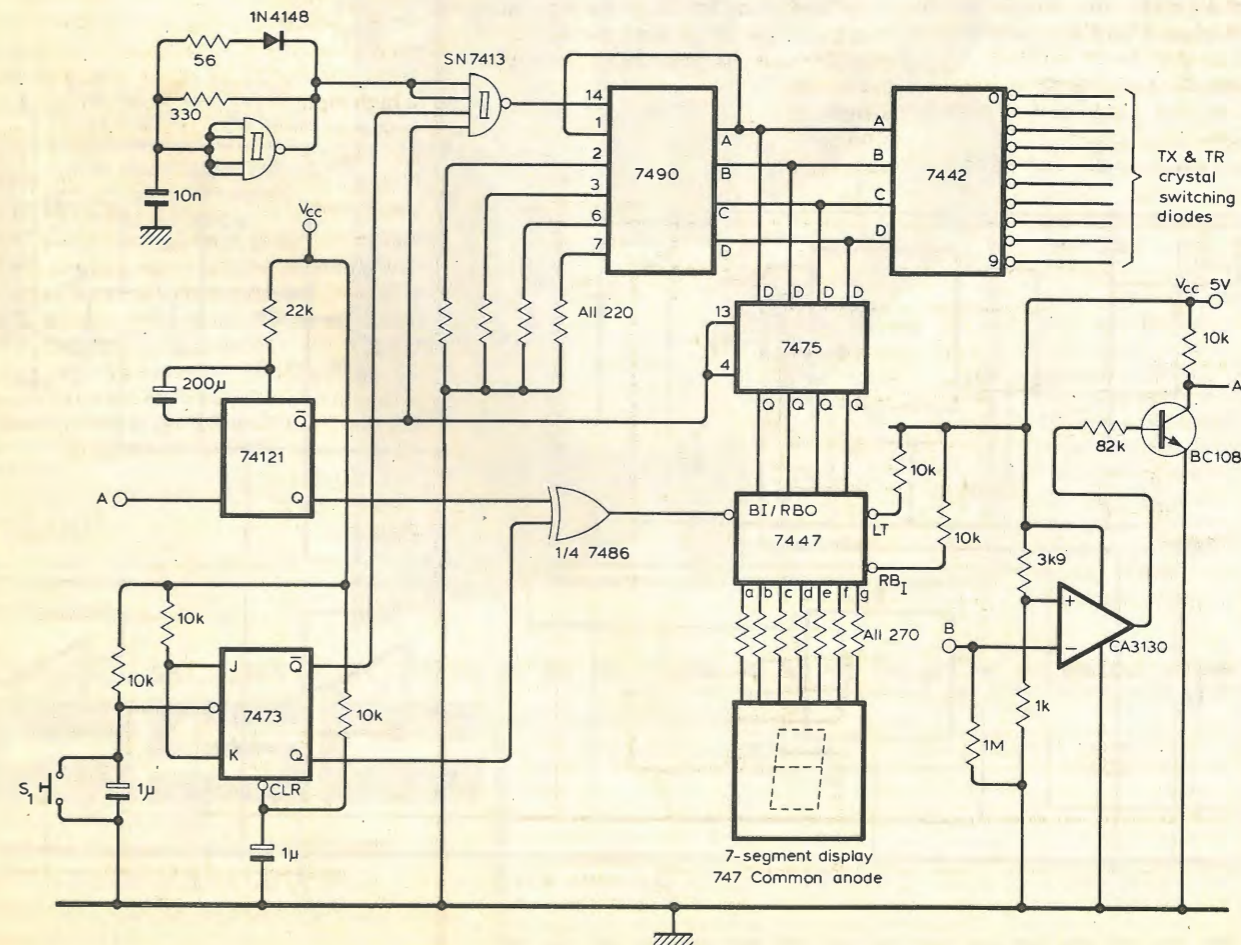 1N4148
56
330
10n
SN7413
14
1
2
3
6
7
7490
A
B
C
D
A
B
C
D
7442
0
9
TX & TR
crystal
switching
diodes
VCC
22k
200µ
74121
Q̅
Q
A
All 220
13
4
D D D D
7475
Q Q Q Q
VCC 5V
10k
A
82k
BC108
BI/RBO
7447
LT
RBI
10k
10k
a b c d e f g
All 270
1/4 7486
3k9
+
−
CA3130
B
1M
1k
10k
10k
J
K
7473
Q̅
Q
CLR
10k
S1
1µ
1µ
7-segment display
747 Common anode